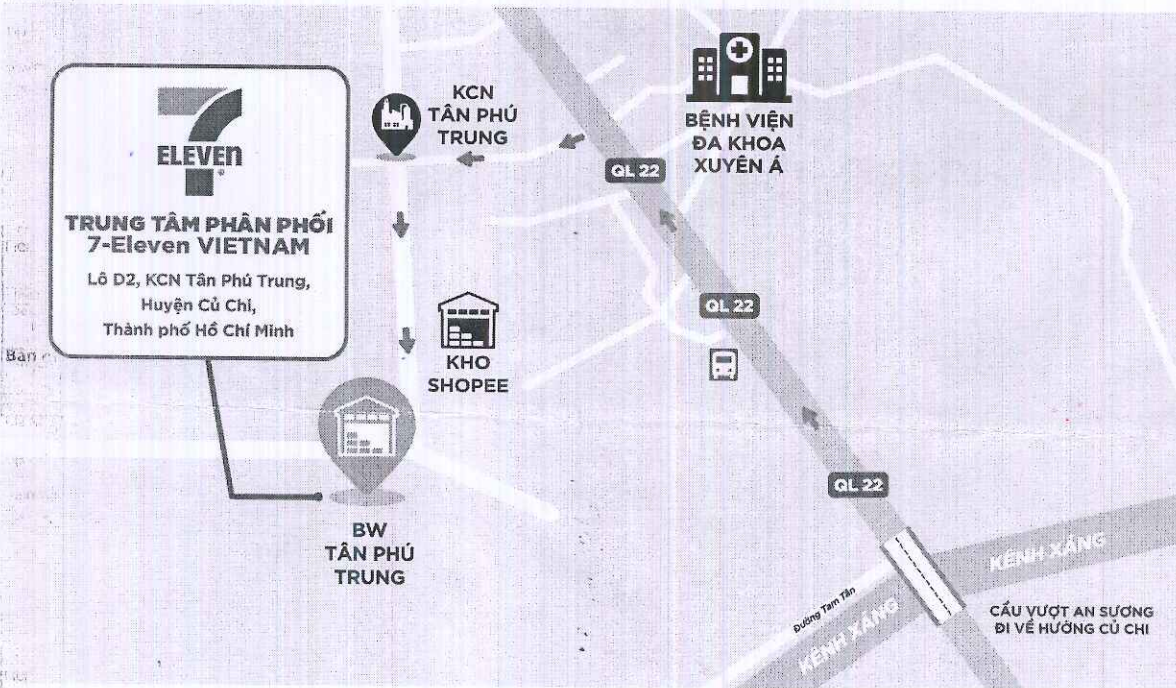 7
ELEVEn
®
TRUNG TÂM PHÂN PHỐI
7-Eleven VIETNAM
Lô D2, KCN Tân Phú Trung,
Huyện Củ Chi,
Thành phố Hồ Chí Minh
KCN
TÂN PHÚ
TRUNG
BỆNH VIỆN
ĐA KHOA
XUYÊN Á
QL 22
QL 22
KHO
SHOPEE
BW
TÂN PHÚ
TRUNG
QL 22
KÊNH XÁNG
Đường Tam Tân
KÊNH XÁNG
CẦU VƯỢT AN SƯƠNG
ĐI VỀ HƯỚNG CỦ CHI